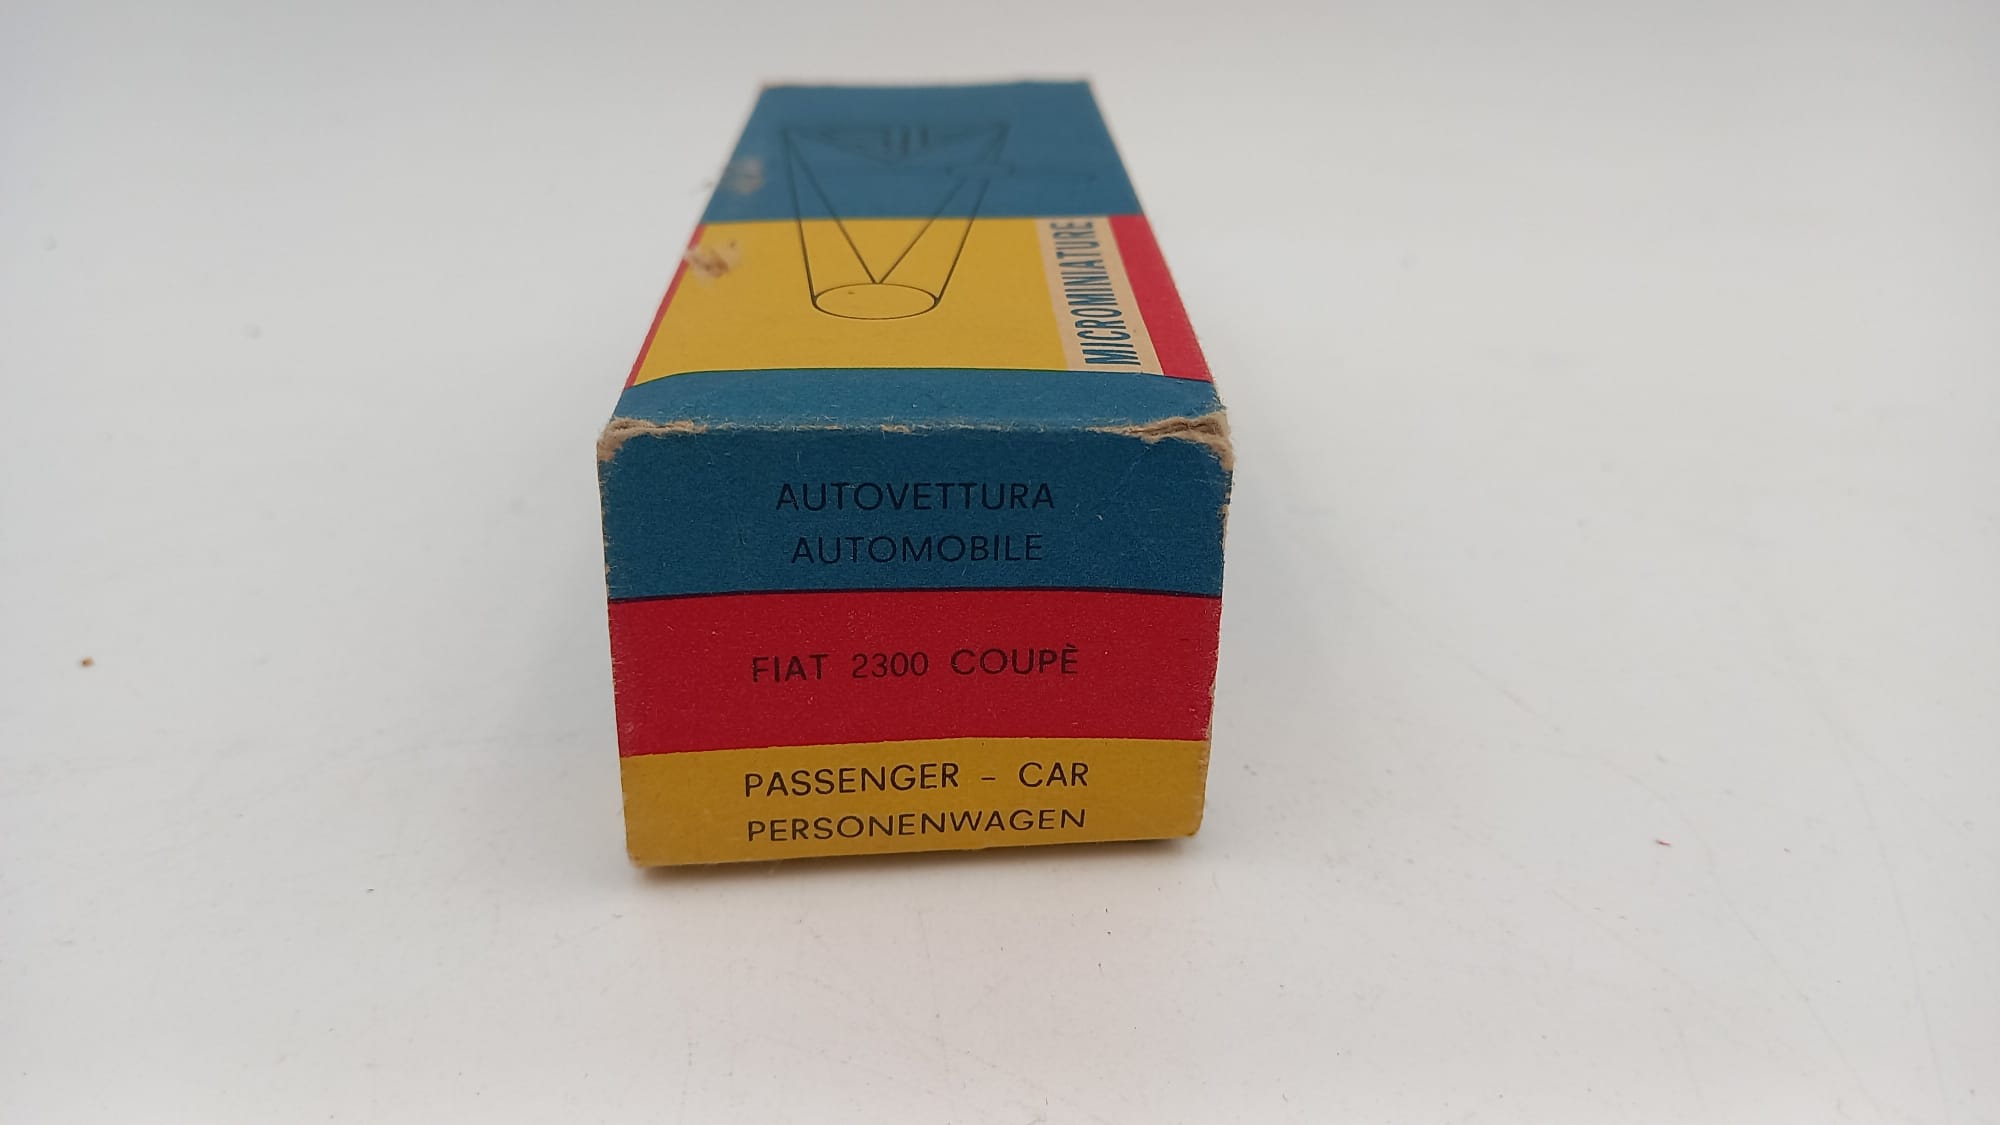 MICROMINIATURE
AUTOVETTURA
AUTOMOBILE
FIAT 2300 COUPÈ
PASSENGER - CAR
PERSONENWAGEN